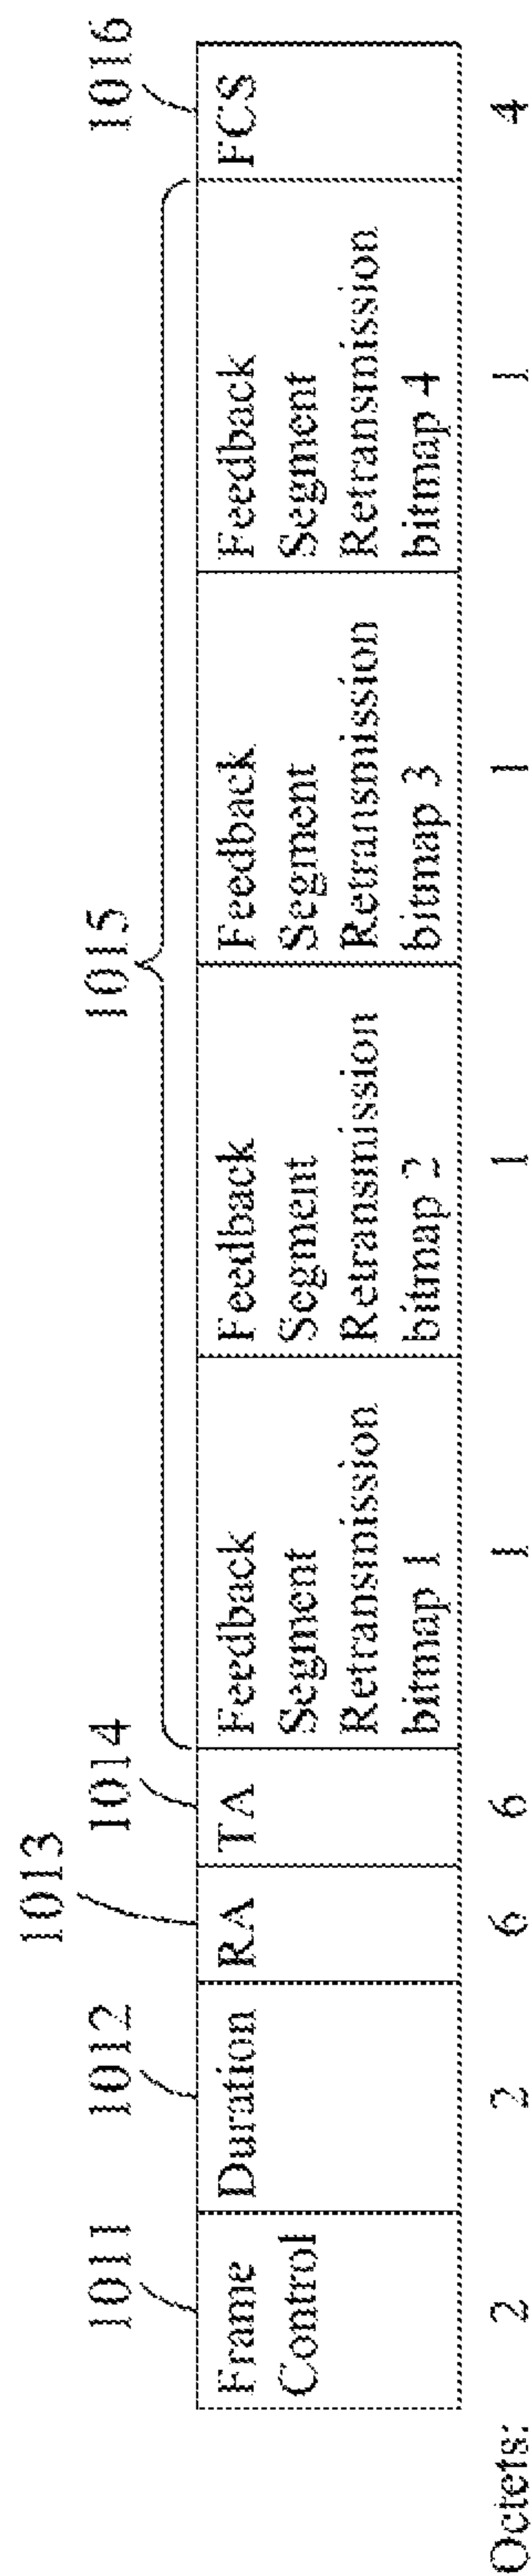 1011
1012
1013
1014
1015
1016
Frame
Control
Duration
RA
TA
Feedback
Segment
Retransmission
bitmap 1
Feedback
Segment
Retransmission
bitmap 2
Feedback
Segment
Retransmission
bitmap 3
Feedback
Segment
Retransmission
bitmap 4
FCS
Octets: 2 2 6 6 1 1 1 1 4